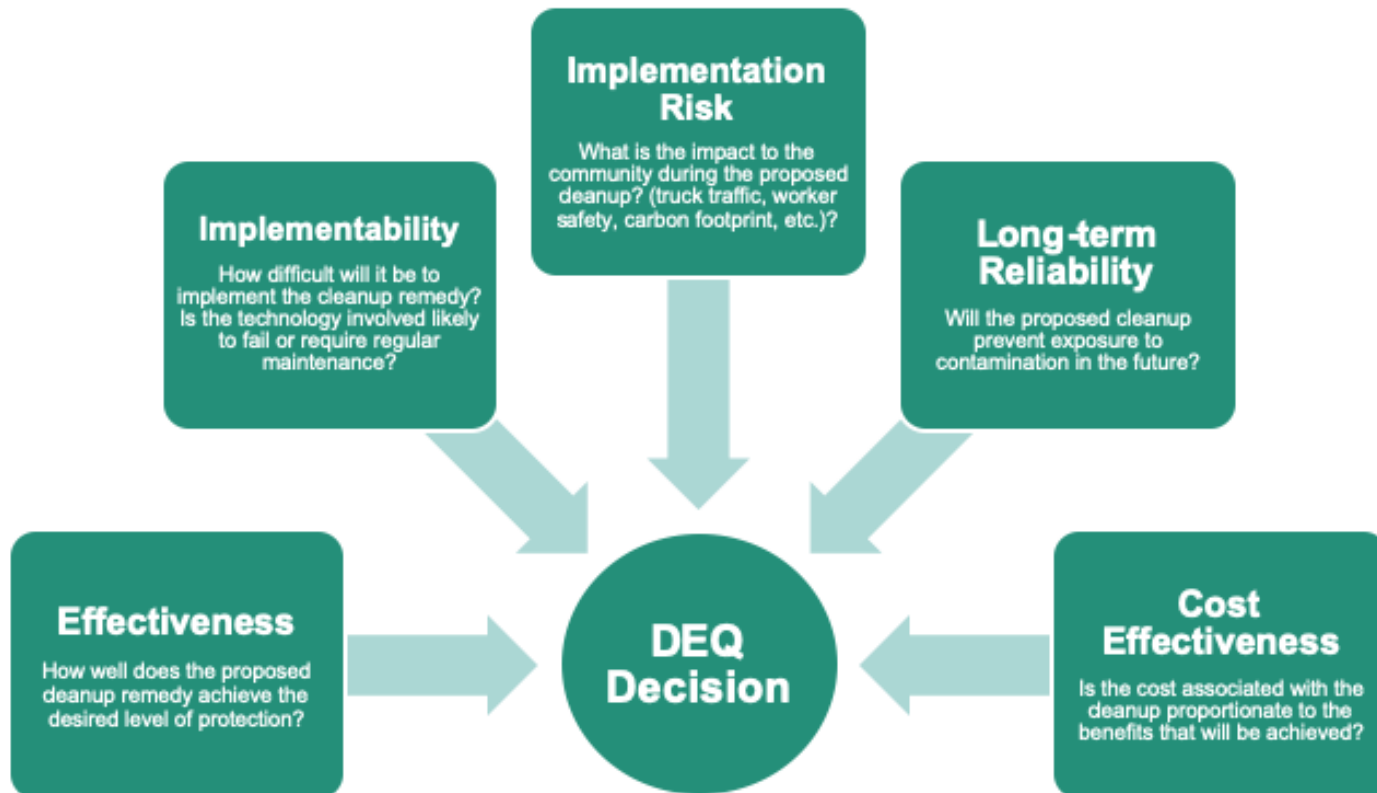 Implementation
Risk
What is the impact to the
community during the proposed
cleanup? (truck traffic, worker
safety, carbon footprint, etc.)?
Implementability
How difficult will it be to
implement the cleanup remedy?
Is the technology involved likely
to fail or require regular
maintenance?
Long-term
Reliability
Will the proposed cleanup
prevent exposure to
contamination in the future?
Effectiveness
How well does the proposed
cleanup remedy achieve the
desired level of protection?
DEQ
Decision
Cost
Effectiveness
Is the cost associated with the
cleanup proportionate to the
benefits that will be achieved?